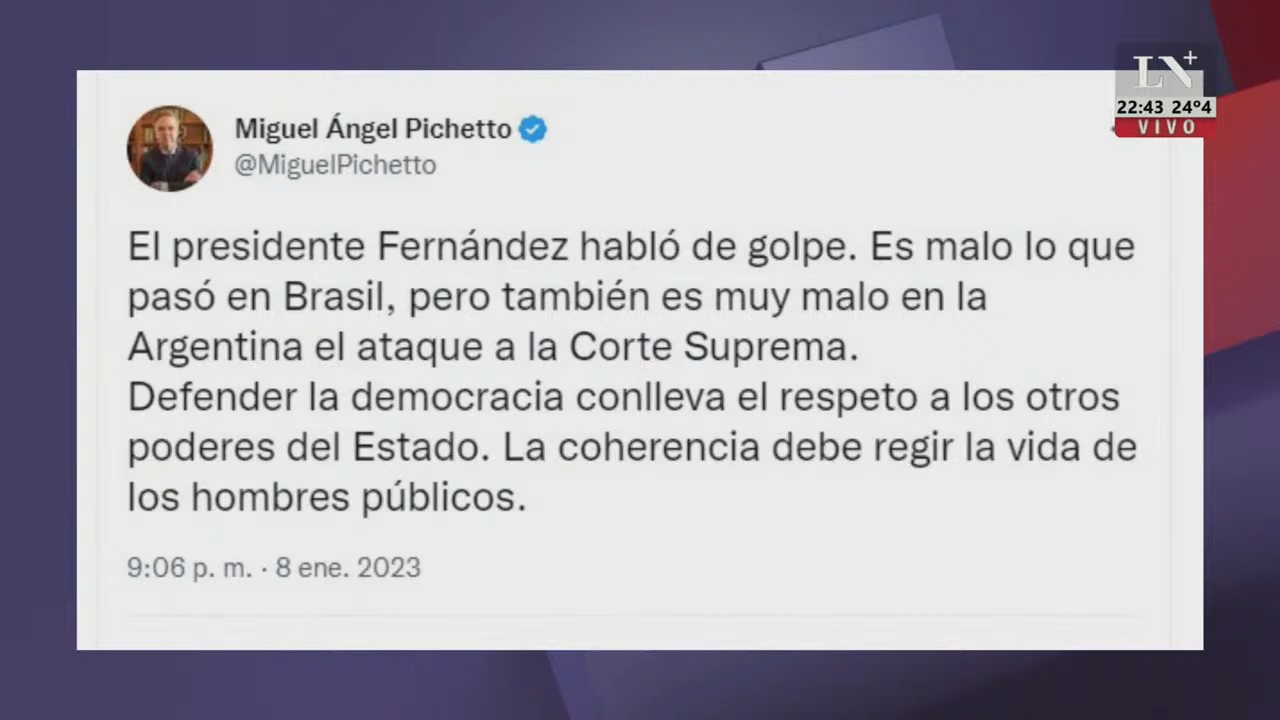 LN+
22:43 24º4
VIVO
Miguel Ángel Pichetto
@MiguelPichetto
El presidente Fernández habló de golpe. Es malo lo que
pasó en Brasil, pero también es muy malo en la
Argentina el ataque a la Corte Suprema.
Defender la democracia conlleva el respeto a los otros
poderes del Estado. La coherencia debe regir la vida de
los hombres públicos.
9:06 p. m. · 8 ene. 2023